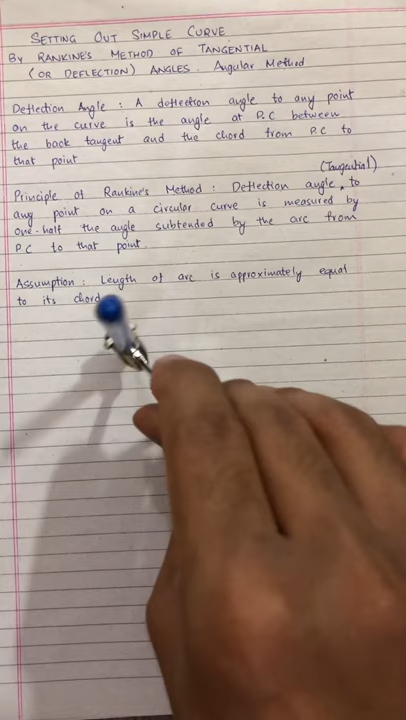 SETTING OUT SIMPLE CURVE
BY RANKINE'S METHOD OF TANGENTIAL
(OR DEFLECTION) ANGLES. Angular Method
Deflection Angle : A deflection angle to any point
on the curve is the angle at P.C between
the back tangent and the chord from P.C to
that point
(Tangential)
Principle of Rankine's Method : Deflection angle, to
any point on a circular curve is measured by
one-half the angle subtended by the arc from
P.C to that point.
Assumption : Length of arc is approximately equal
to its chord